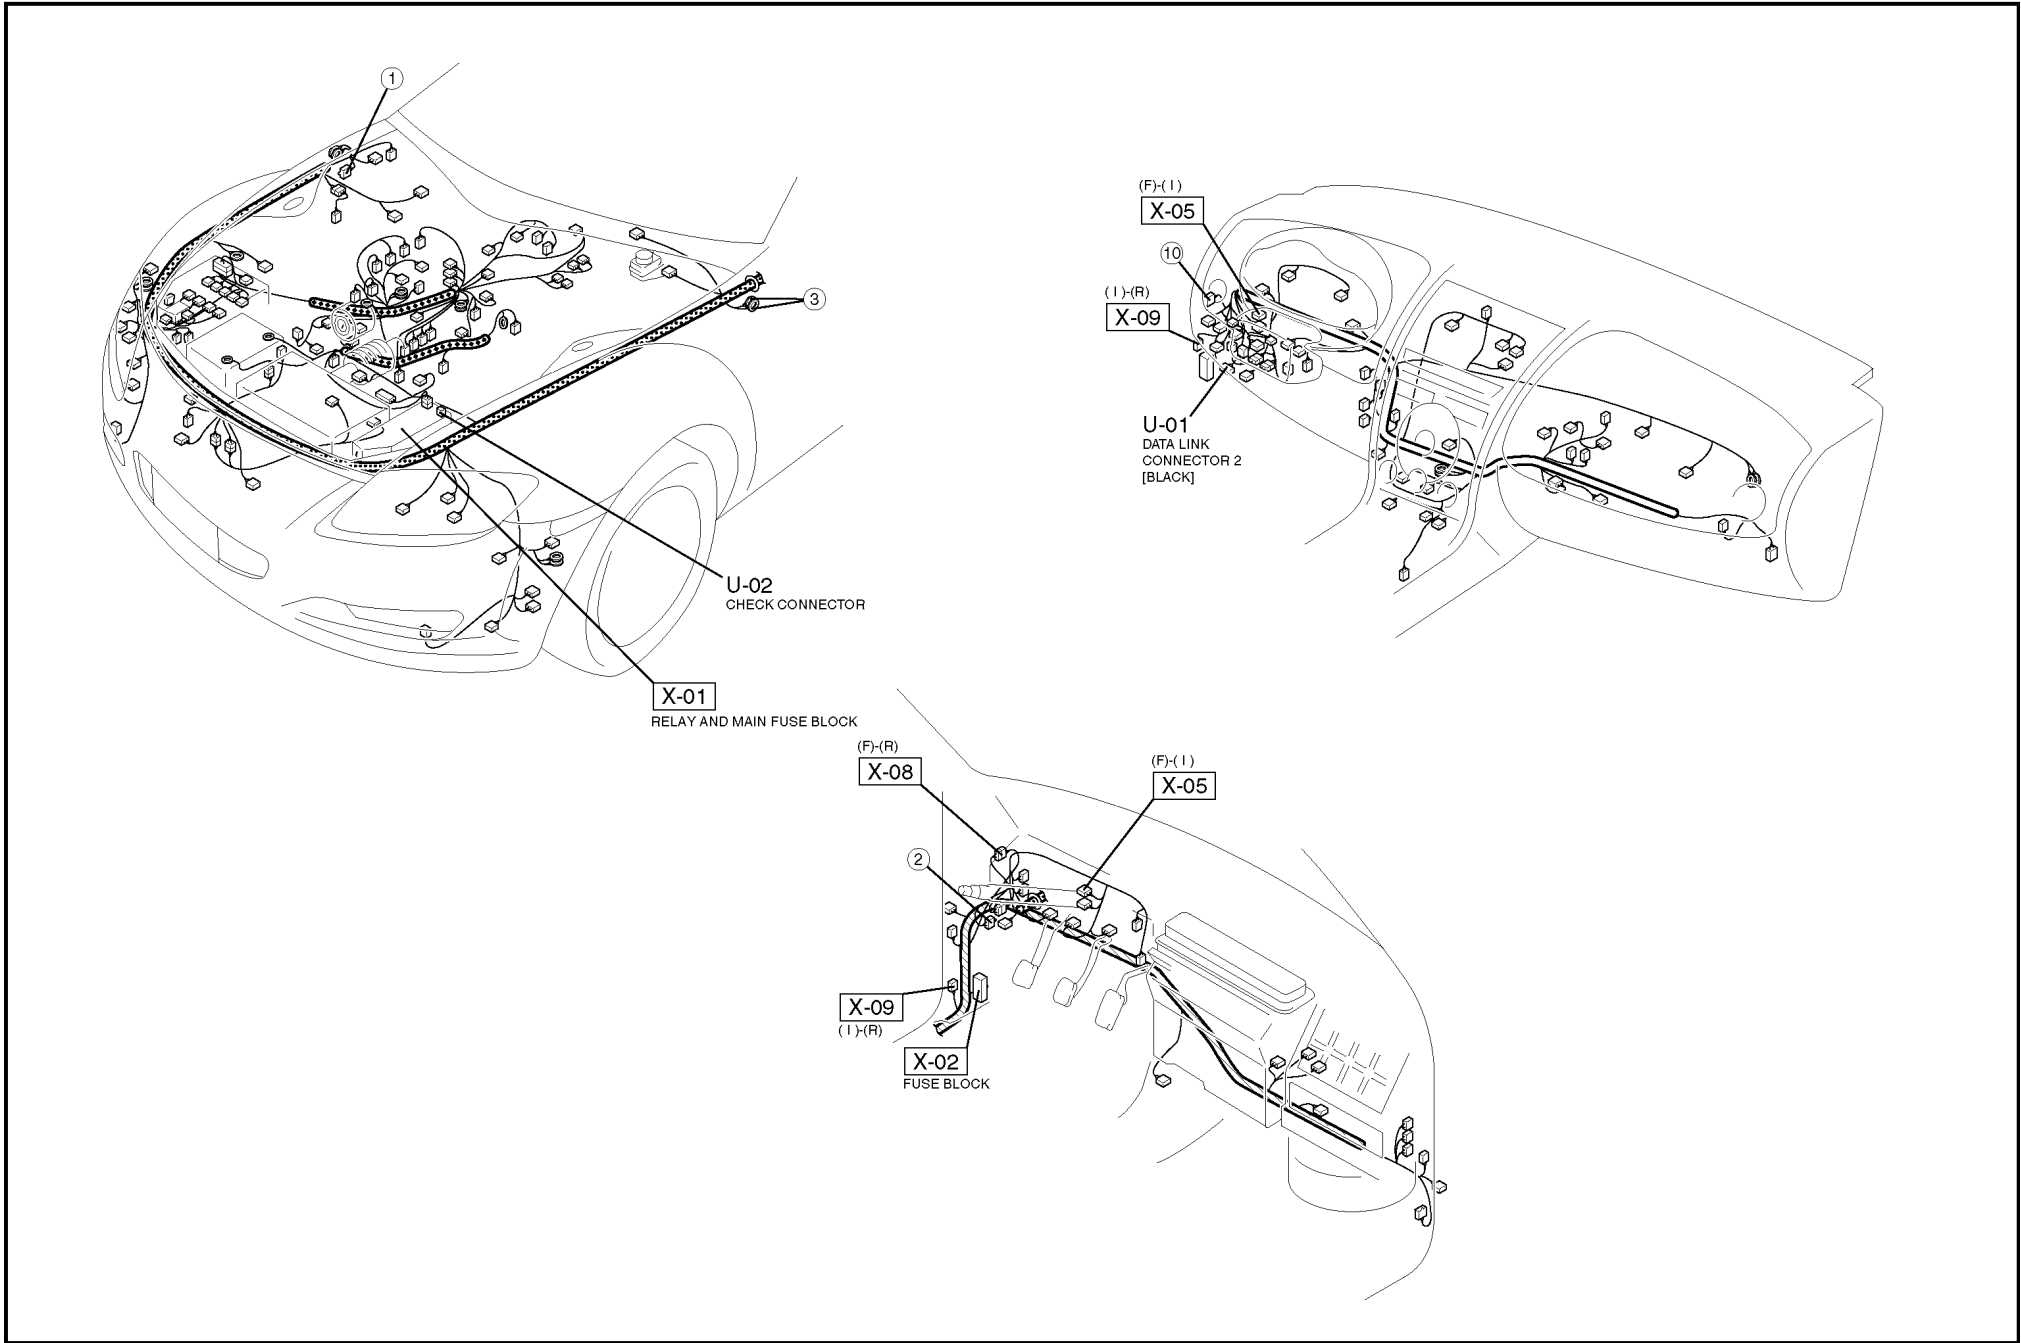 1
3
U-02
CHECK CONNECTOR
X-01
RELAY AND MAIN FUSE BLOCK
(F)-( I )
X-05
10
( I )-(R)
X-09
U-01
DATA LINK
CONNECTOR 2
[BLACK]
(F)-(R)
X-08
(F)-( I )
X-05
2
X-09
( I )-(R)
X-02
FUSE BLOCK